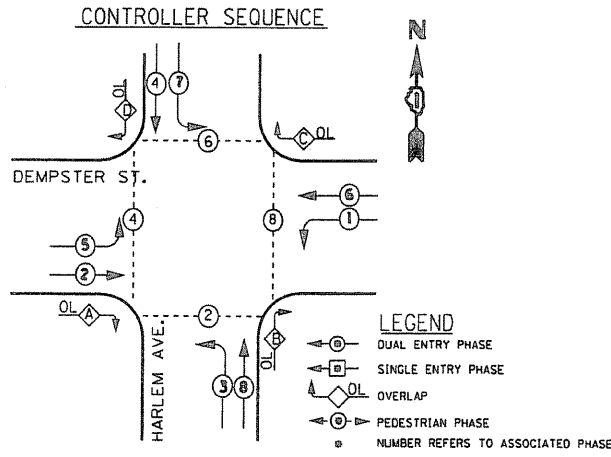 CONTROLLER SEQUENCE
N
OL
D
4
7
C
OL
6
DEMPSTER ST.
6
1
4
8
5
2
OL
A
2
B
OL
HARLEM AVE.
3
8
LEGEND
DUAL ENTRY PHASE
SINGLE ENTRY PHASE
OL
OVERLAP
PEDESTRIAN PHASE
NUMBER REFERS TO ASSOCIATED PHASE